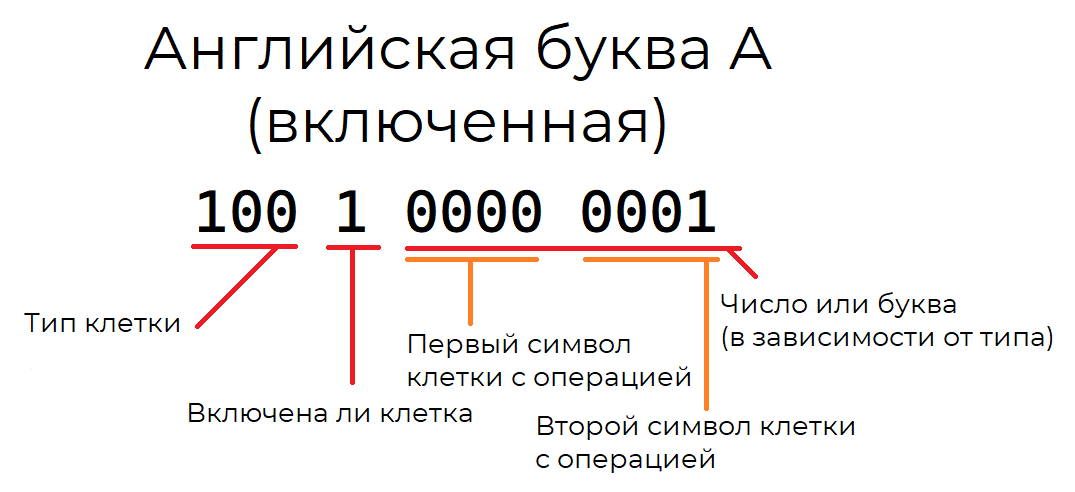 Английская буква А
(включенная)
100 1 0000 0001
Тип клетки
Включена ли клетка
Первый символ
клетки с операцией
Второй символ клетки
с операцией
Число или буква
(в зависимости от типа)